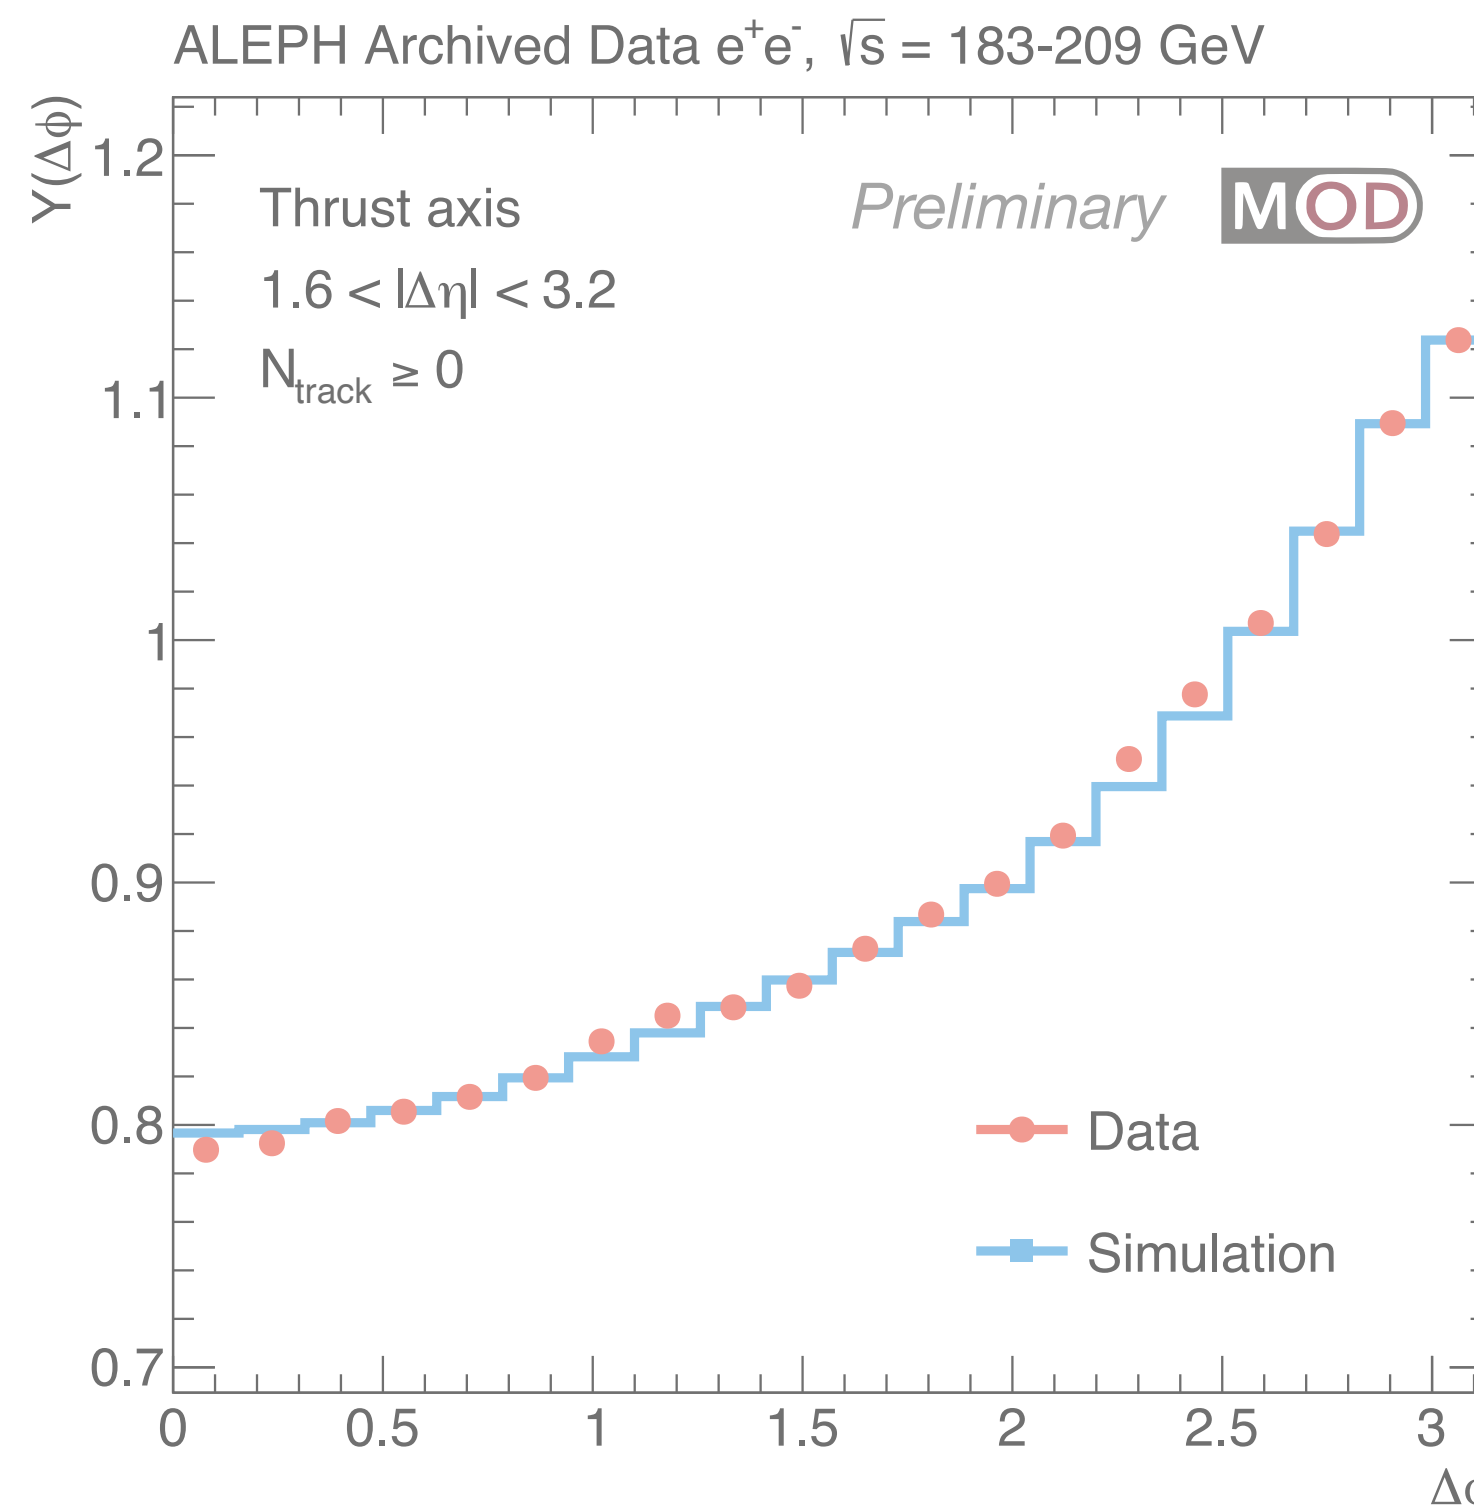 ALEPH Archived Data e⁺e⁻, √s = 183-209 GeV
Y(Δϕ)
1.2
1.1
1
0.9
0.8
0.7
Thrust axis
1.6 < |Δη| < 3.2
N_track ≥ 0
Preliminary
MOD
Data
Simulation
0 0.5 1 1.5 2 2.5 3